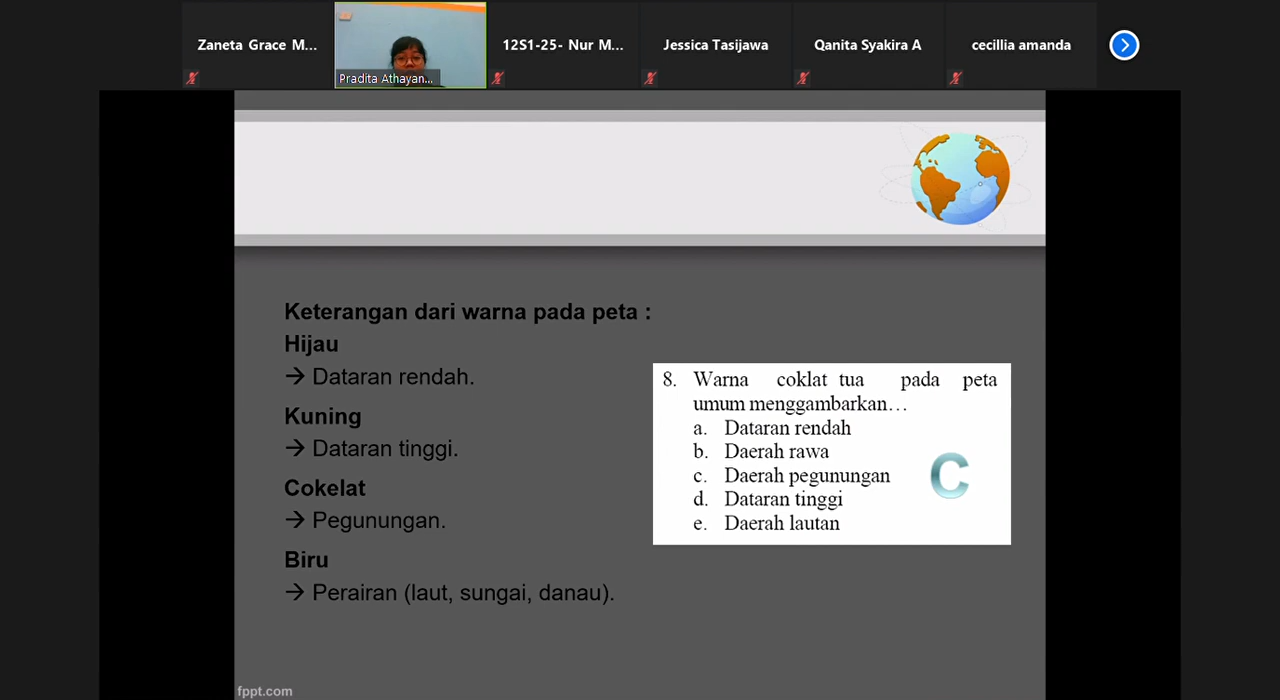 Zaneta Grace M...
Pradita Athayan...
12S1-25- Nur M...
Jessica Tasijawa
Qanita Syakira A
cecillia amanda
Keterangan dari warna pada peta :
Hijau
→ Dataran rendah.
Kuning
→ Dataran tinggi.
Cokelat
→ Pegunungan.
Biru
→ Perairan (laut, sungai, danau).
8. Warna coklat tua pada peta
umum menggambarkan…
a. Dataran rendah
b. Daerah rawa
c. Daerah pegunungan
d. Dataran tinggi
e. Daerah lautan
C
fppt.com